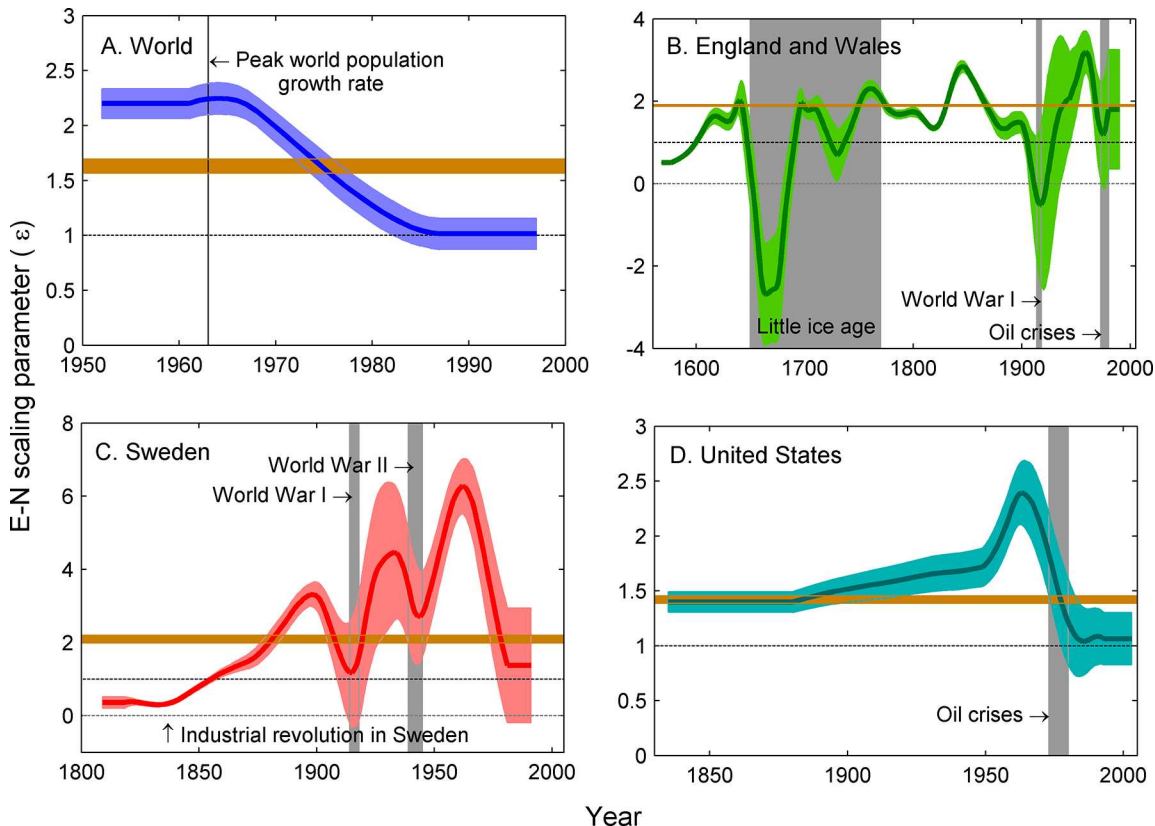 E-N scaling parameter ( ε)
A. World
← Peak world population
growth rate
3
2.5
2
1.5
1
0.5
0
1950 1960 1970 1980 1990 2000
B. England and Wales
World War I →
Little ice age
Oil crises →
4
2
0
-2
-4
1600 1700 1800 1900 2000
C. Sweden
World War II →
World War I →
↑ Industrial revolution in Sweden
8
6
4
2
0
1800 1850 1900 1950 2000
D. United States
Oil crises →
3
2.5
2
1.5
1
0.5
0
1850 1900 1950 2000
Year